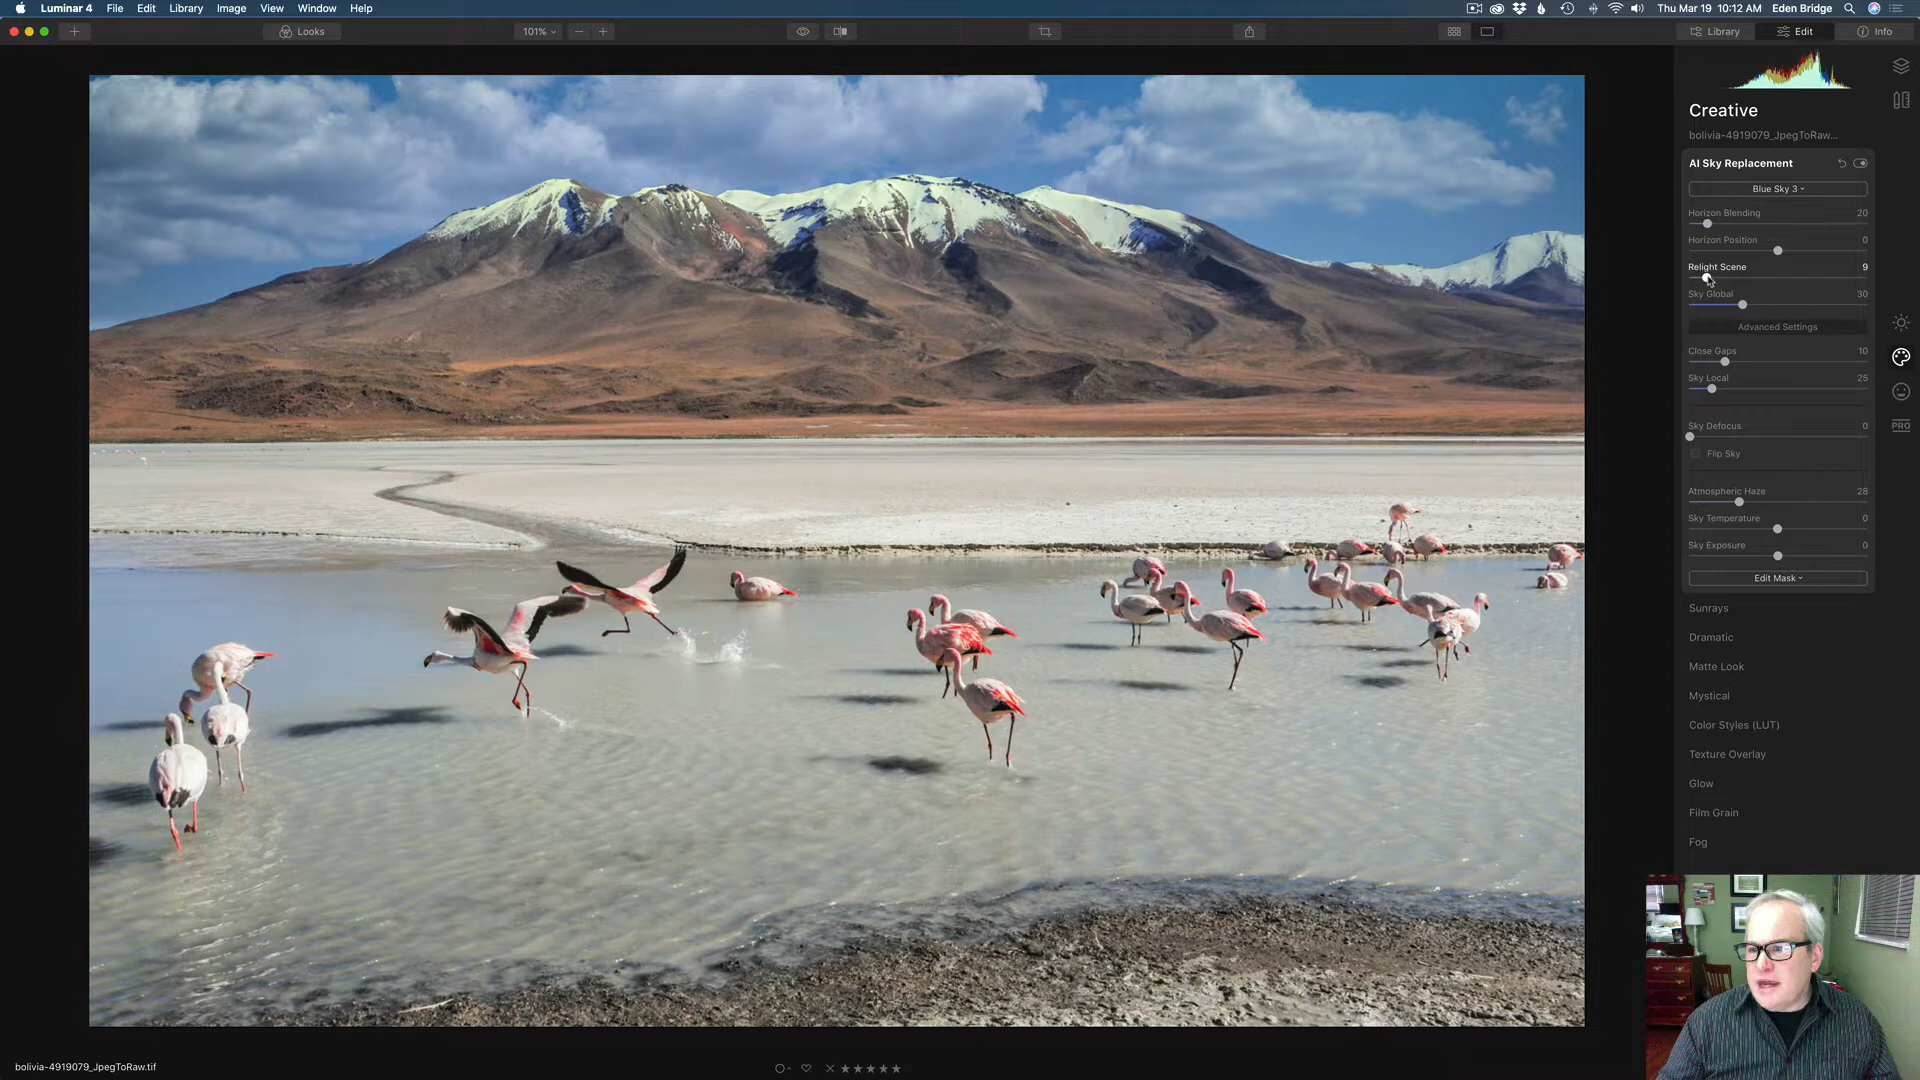 Luminar 4 File Edit Library Image View Window Help Thu Mar 19 10:12 AM Eden Bridge
Looks 101% Library Edit Info
Creative
bolivia-4919079_JpegToRaw...
AI Sky Replacement
Blue Sky 3
Horizon Blending 20
Horizon Position 0
Relight Scene 9
Sky Global 30
Advanced Settings
Close Gaps 10
Sky Local 25
Sky Defocus 0
PRO
Flip Sky
Atmospheric Haze 28
Sky Temperature 0
Sky Exposure 0
Edit Mask
Sunrays
Dramatic
Matte Look
Mystical
Color Styles (LUT)
Texture Overlay
Glow
Film Grain
Fog
bolivia-4919079_JpegToRaw.tif